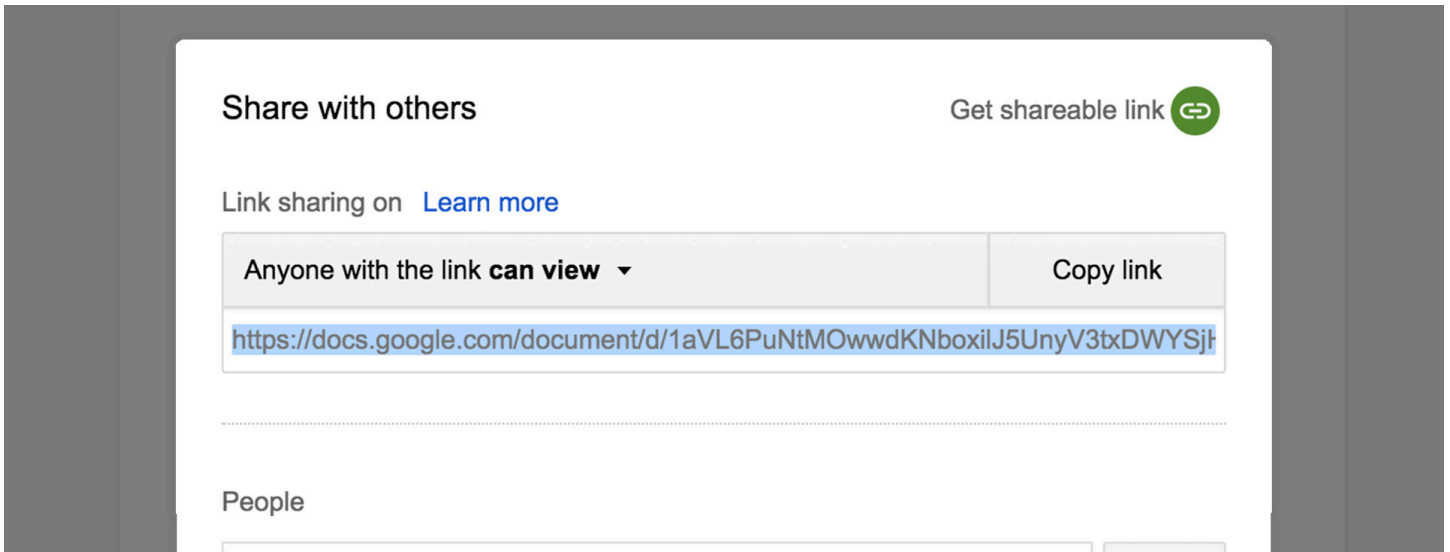 Share with others
Get shareable link
Link sharing on Learn more
Anyone with the link can view
Copy link
https://docs.google.com/document/d/1aVL6PuNtMOwwdKNboxilJ5UnyV3txDWYSj
People